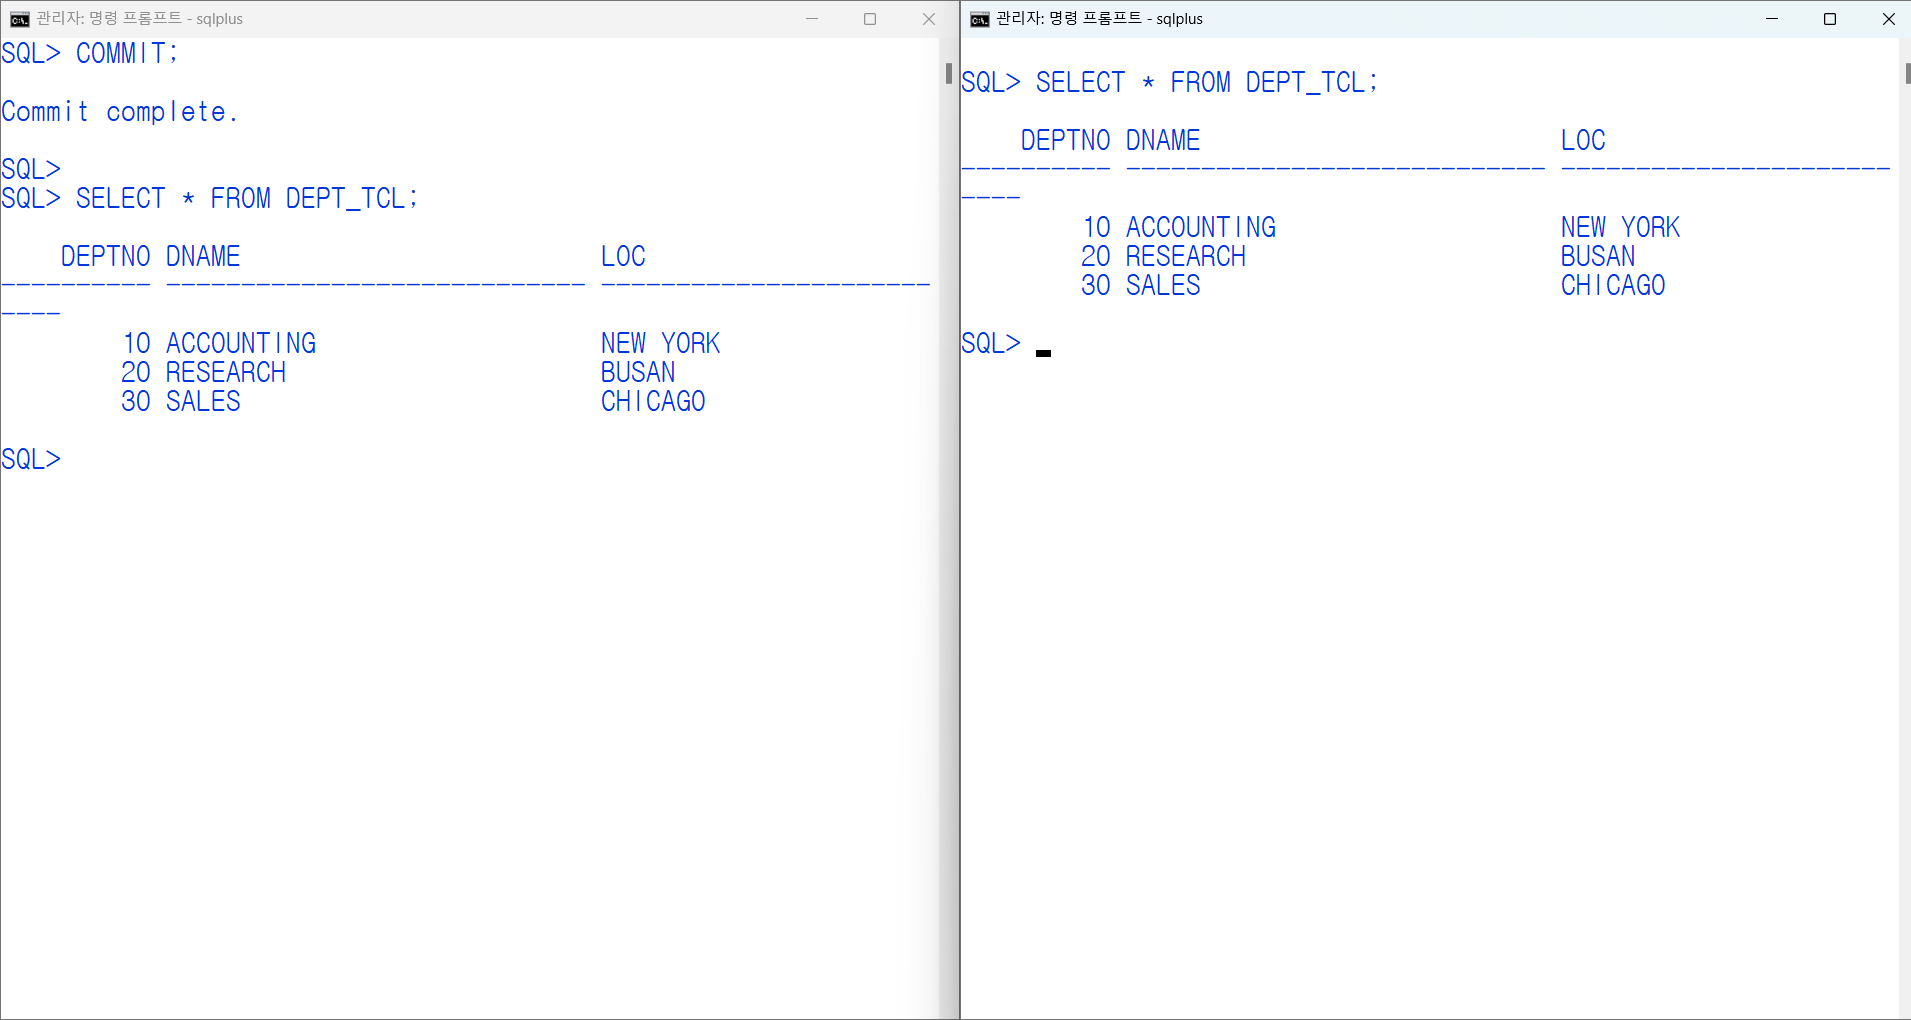 관리자: 명령 프롬프트 - sqlplus
SQL> COMMIT;
Commit complete.
SQL>
SQL> SELECT * FROM DEPT_TCL;
DEPTNO DNAME LOC
---------- ---------------------------- ----------------------
----
10 ACCOUNTING NEW YORK
20 RESEARCH BUSAN
30 SALES CHICAGO
SQL>
관리자: 명령 프롬프트 - sqlplus
SQL> SELECT * FROM DEPT_TCL;
DEPTNO DNAME LOC
---------- ---------------------------- ----------------------
----
10 ACCOUNTING NEW YORK
20 RESEARCH BUSAN
30 SALES CHICAGO
SQL>